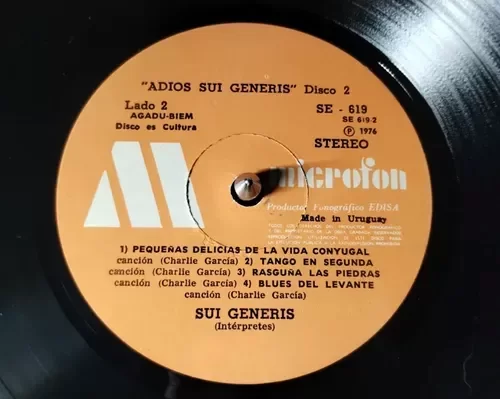 "ADIOS SUI GENERIS" Disco 2
Lado 2
AGADU-BIEM
Disco es Cultura
SE - 619
SE 619-2
Ⓟ 1976
STEREO
microfon
Productor Fonográfico EDISA
Made in Uruguay
1) PEQUEÑAS DELICIAS DE LA VIDA CONYUGAL
canción (Charlie García) 2) TANGO EN SEGUNDA
canción (Charlie García) 3) RASGUÑA LAS PIEDRAS
canción (Charlie García) 4) BLUES DEL LEVANTE
canción (Charlie García)
SUI GENERIS
(Intérpretes)